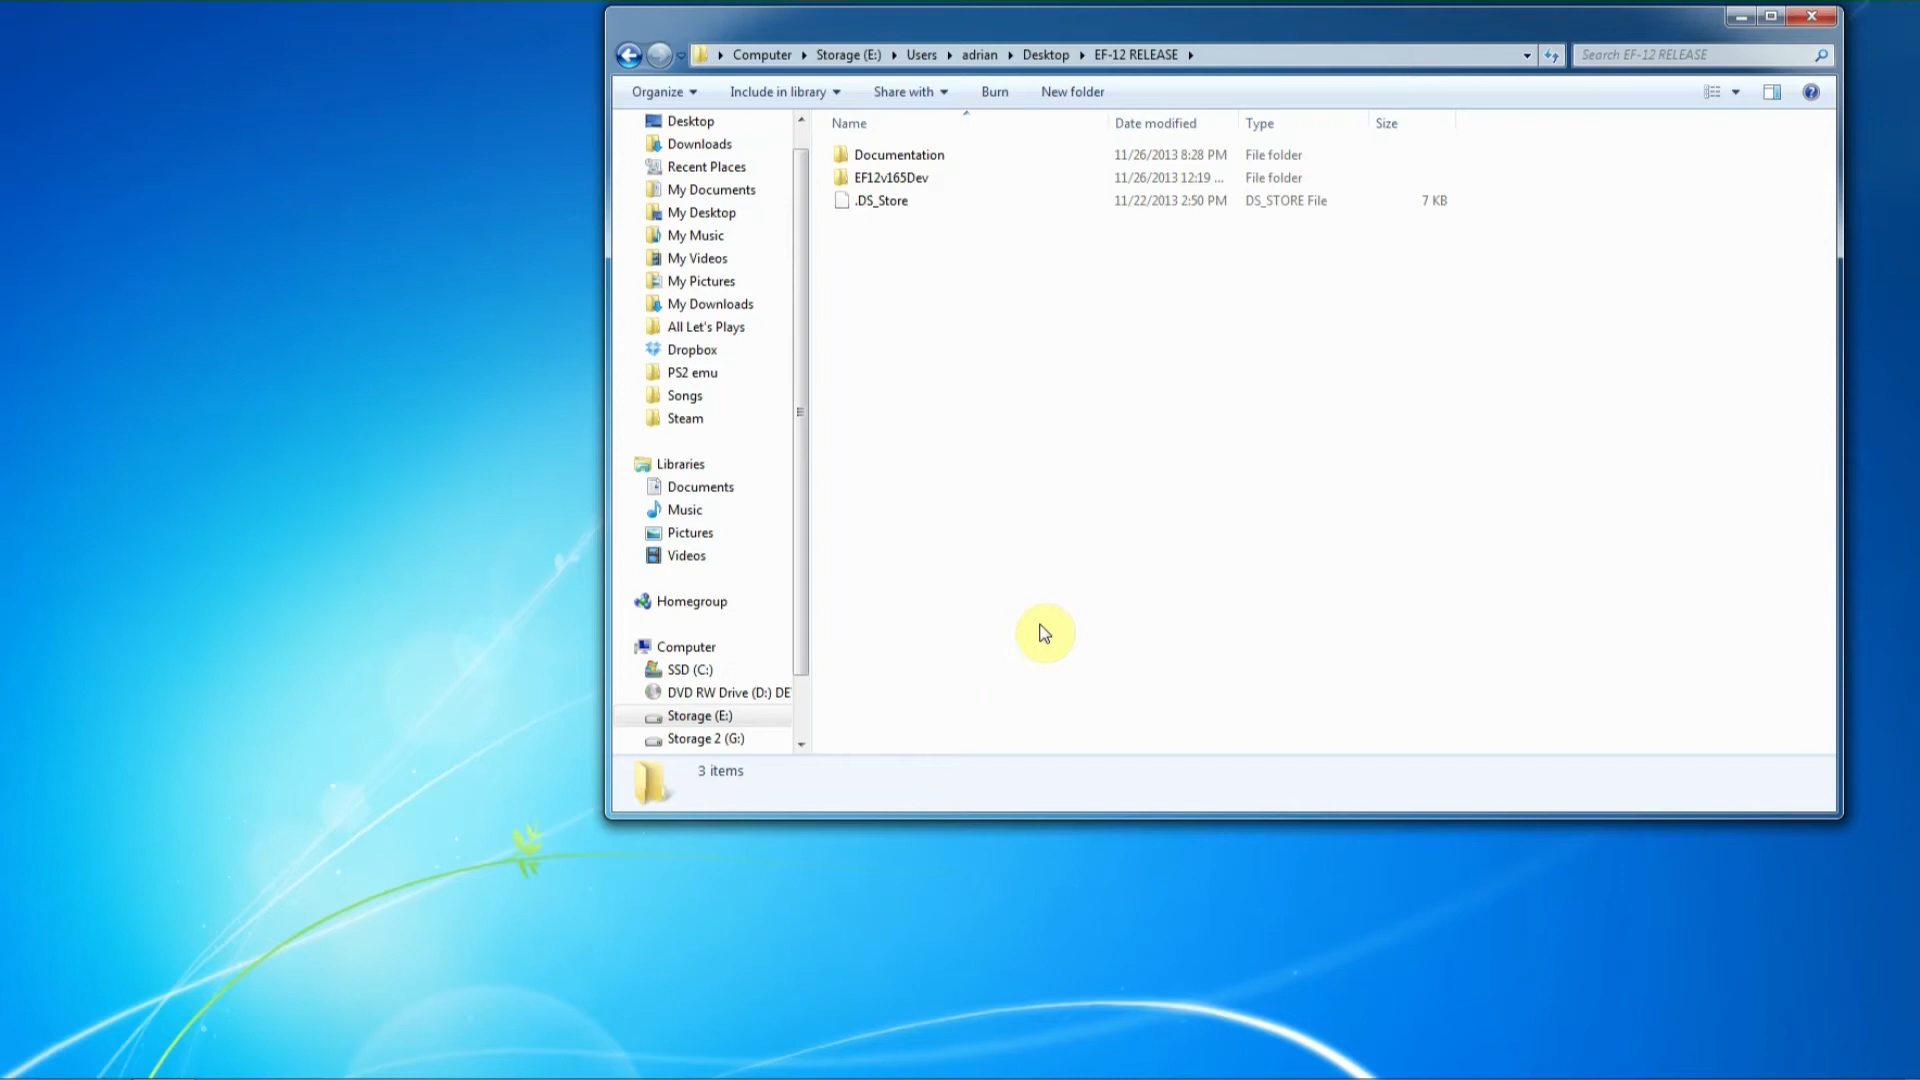 Computer Storage (E:) Users adrian Desktop EF-12 RELEASE
Search EF-12 RELEASE
Organize Include in library Share with Burn New folder
Name Date modified Type Size
Documentation 11/26/2013 8:28 PM File folder
EF12v165Dev 11/26/2013 12:19 ... File folder
.DS_Store 11/22/2013 2:50 PM DS_STORE File 7 KB
Desktop
Downloads
Recent Places
My Documents
My Desktop
My Music
My Videos
My Pictures
My Downloads
All Let's Plays
Dropbox
PS2 emu
Songs
Steam
Libraries
Documents
Music
Pictures
Videos
Homegroup
Computer
SSD (C:)
DVD RW Drive (D:) DE
Storage (E:)
Storage 2 (G:)
3 items